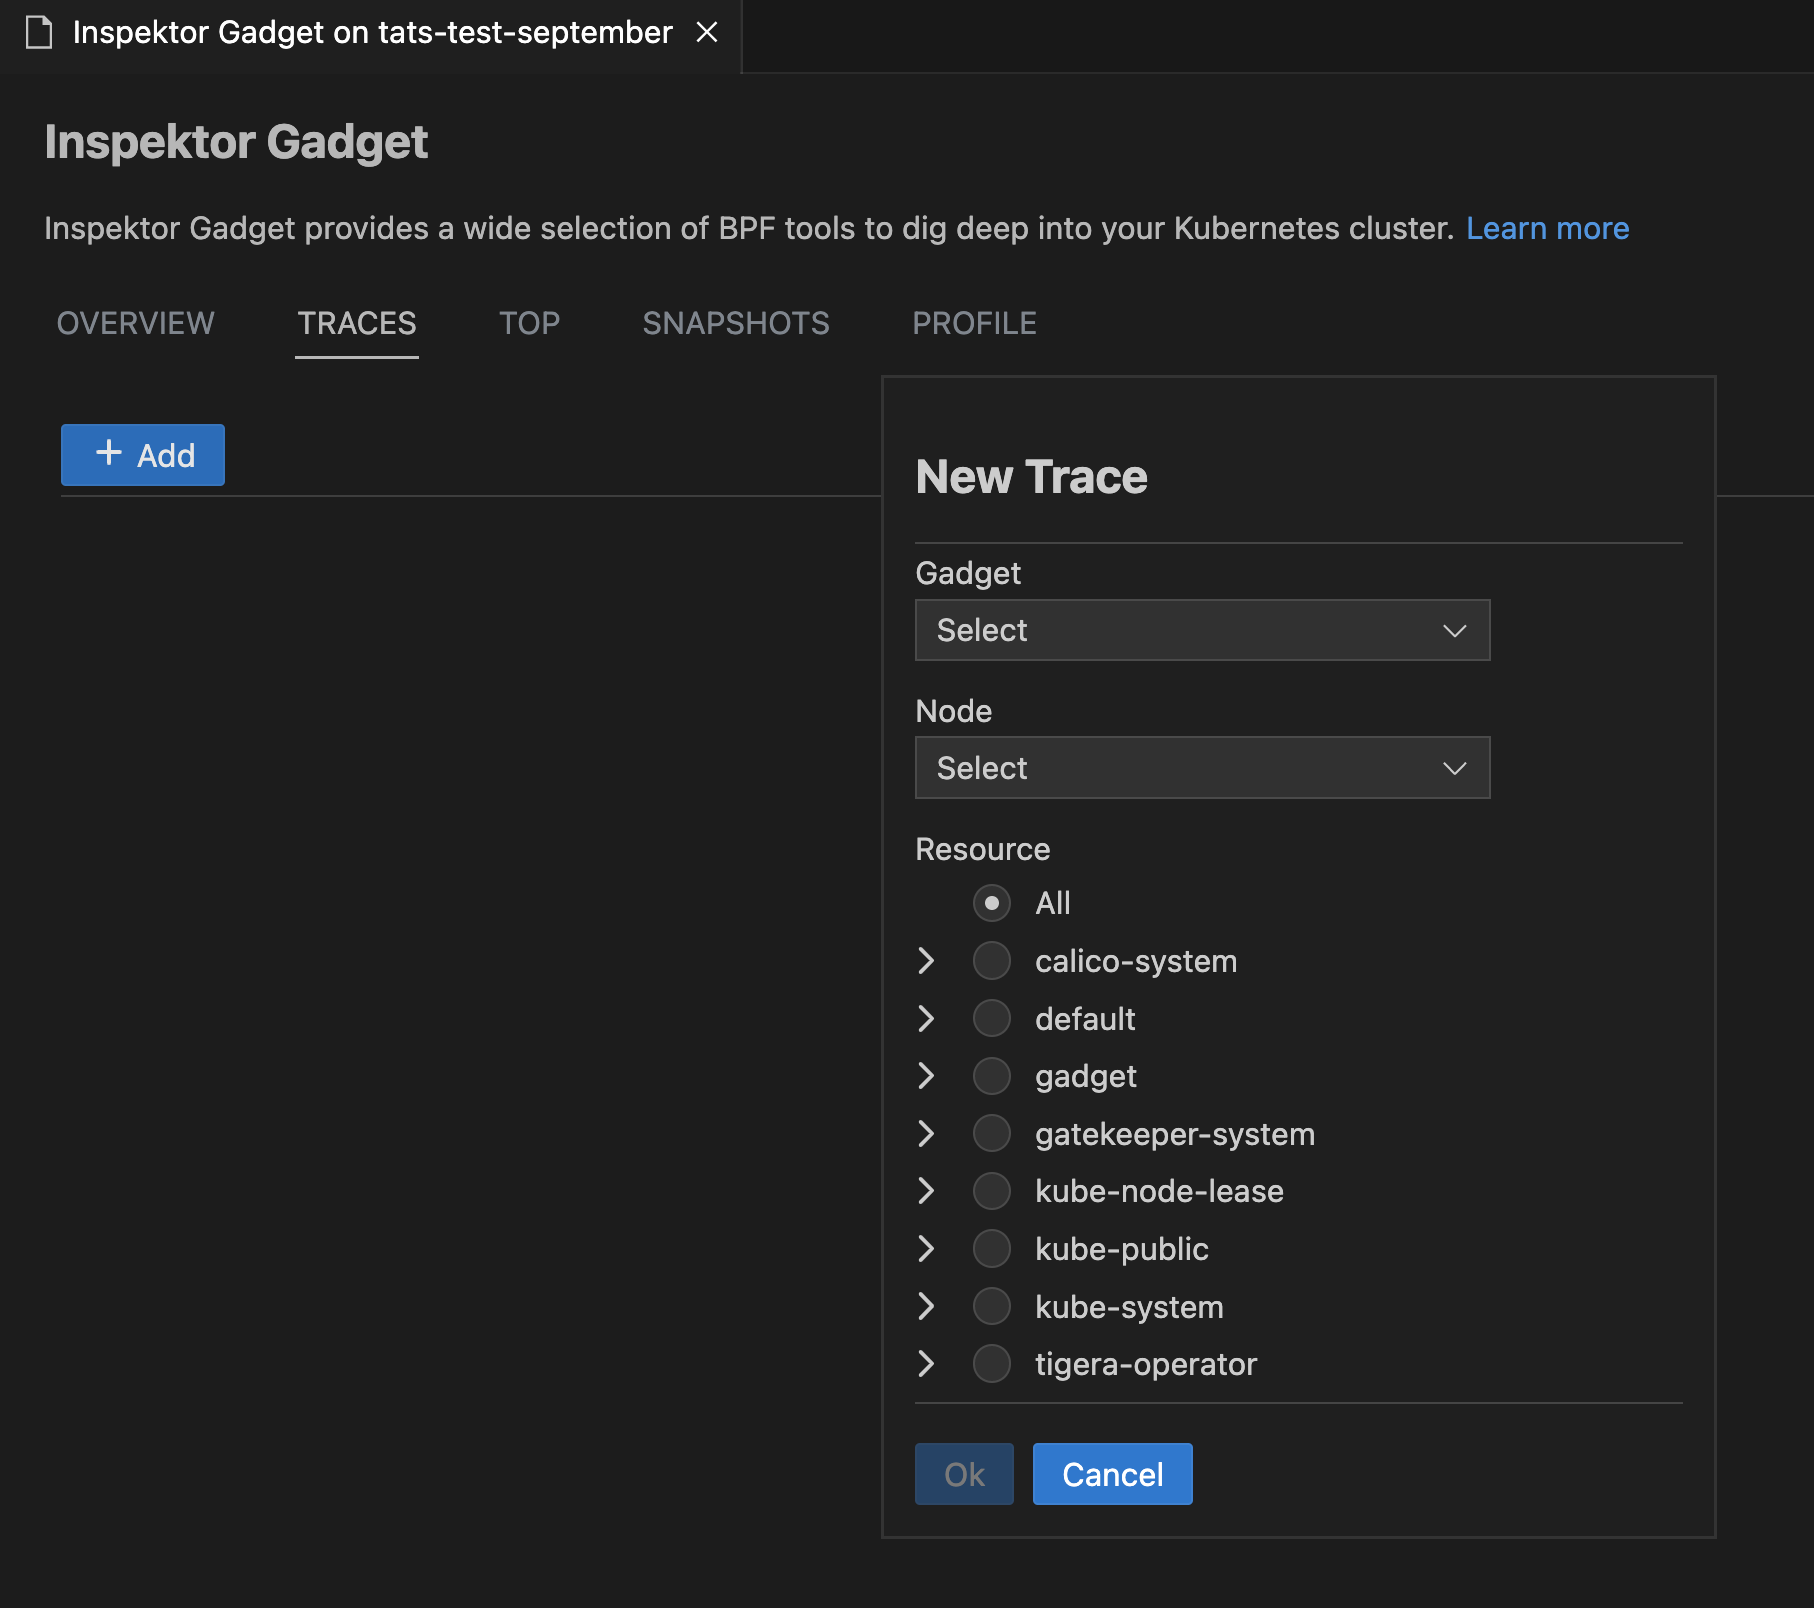 Inspektor Gadget on tats-test-september
Inspektor Gadget
Inspektor Gadget provides a wide selection of BPF tools to dig deep into your Kubernetes cluster. Learn more
OVERVIEW TRACES TOP SNAPSHOTS PROFILE
+ Add
New Trace
Gadget
Select
Node
Select
Resource
All
calico-system
default
gadget
gatekeeper-system
kube-node-lease
kube-public
kube-system
tigera-operator
Ok Cancel